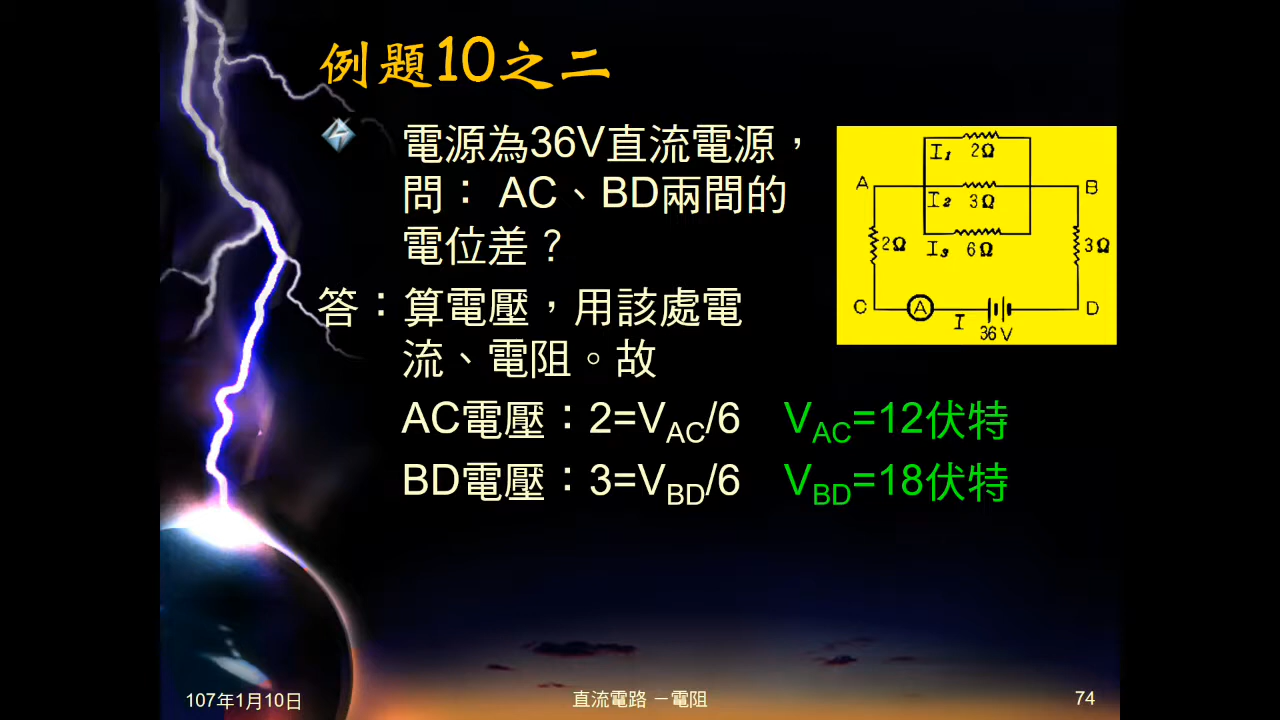 例題10之二
電源為36V直流電源，
問： AC、BD兩間的
電位差？
答：算電壓，用該處電
流、電阻。故
AC電壓：2=VAC/6 VAC=12伏特
BD電壓：3=VBD/6 VBD=18伏特
I1 2Ω
A B
I2 3Ω
2Ω I3 6Ω 3Ω
C A I D
36V
107年1月10日 直流電路 －電阻 74